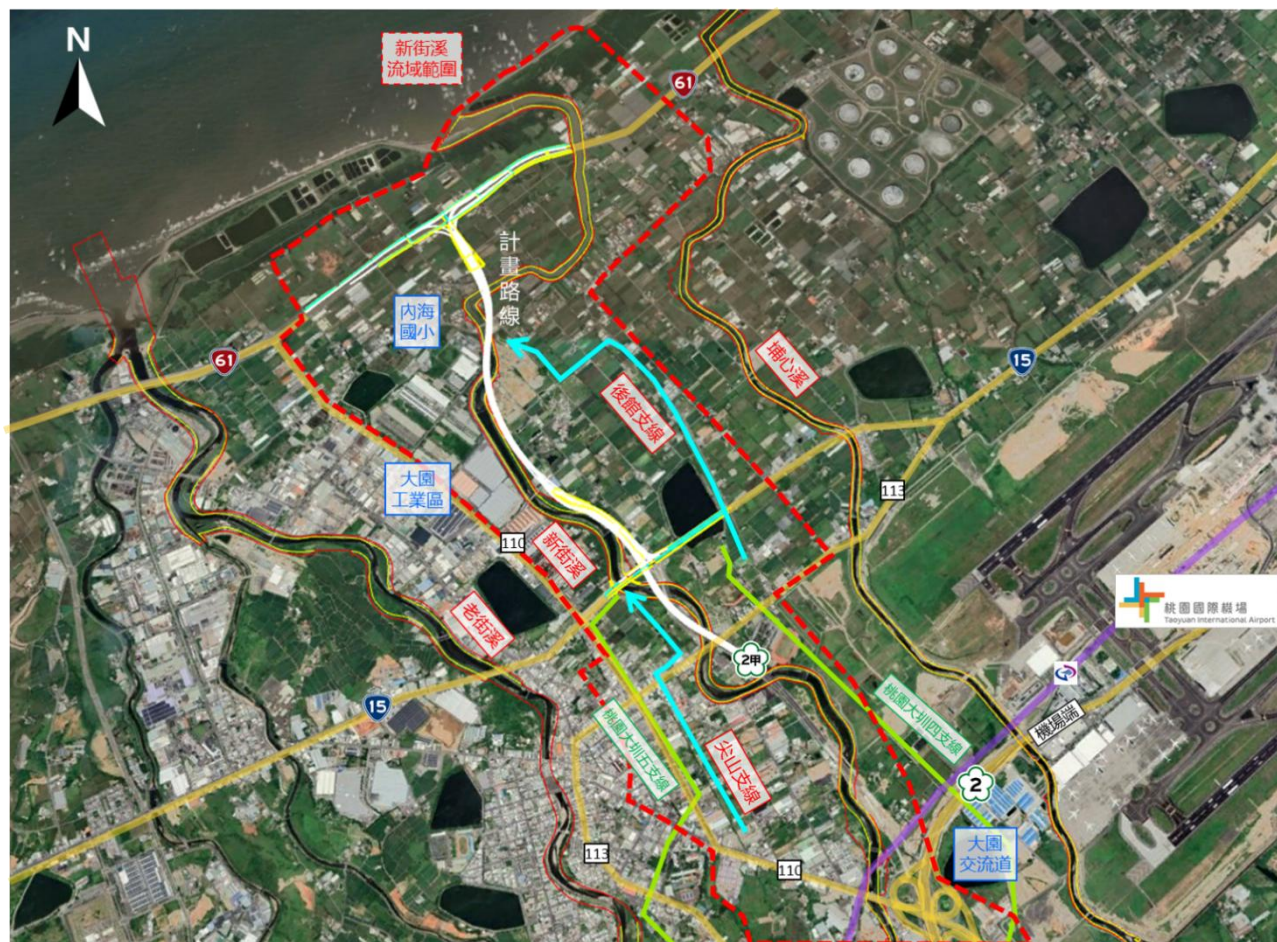 N
新街溪
流域範圍
61
計畫路線
內海
國小
61
埔心溪
15
後館支線
大園
工業區
113
110
新街溪
老街溪
桃園國際機場
Taoyuan International Airport
2甲
15
桃園大圳四支線
機場端
桃園大圳五支線
尖山支線
2
大園
交流道
113
110